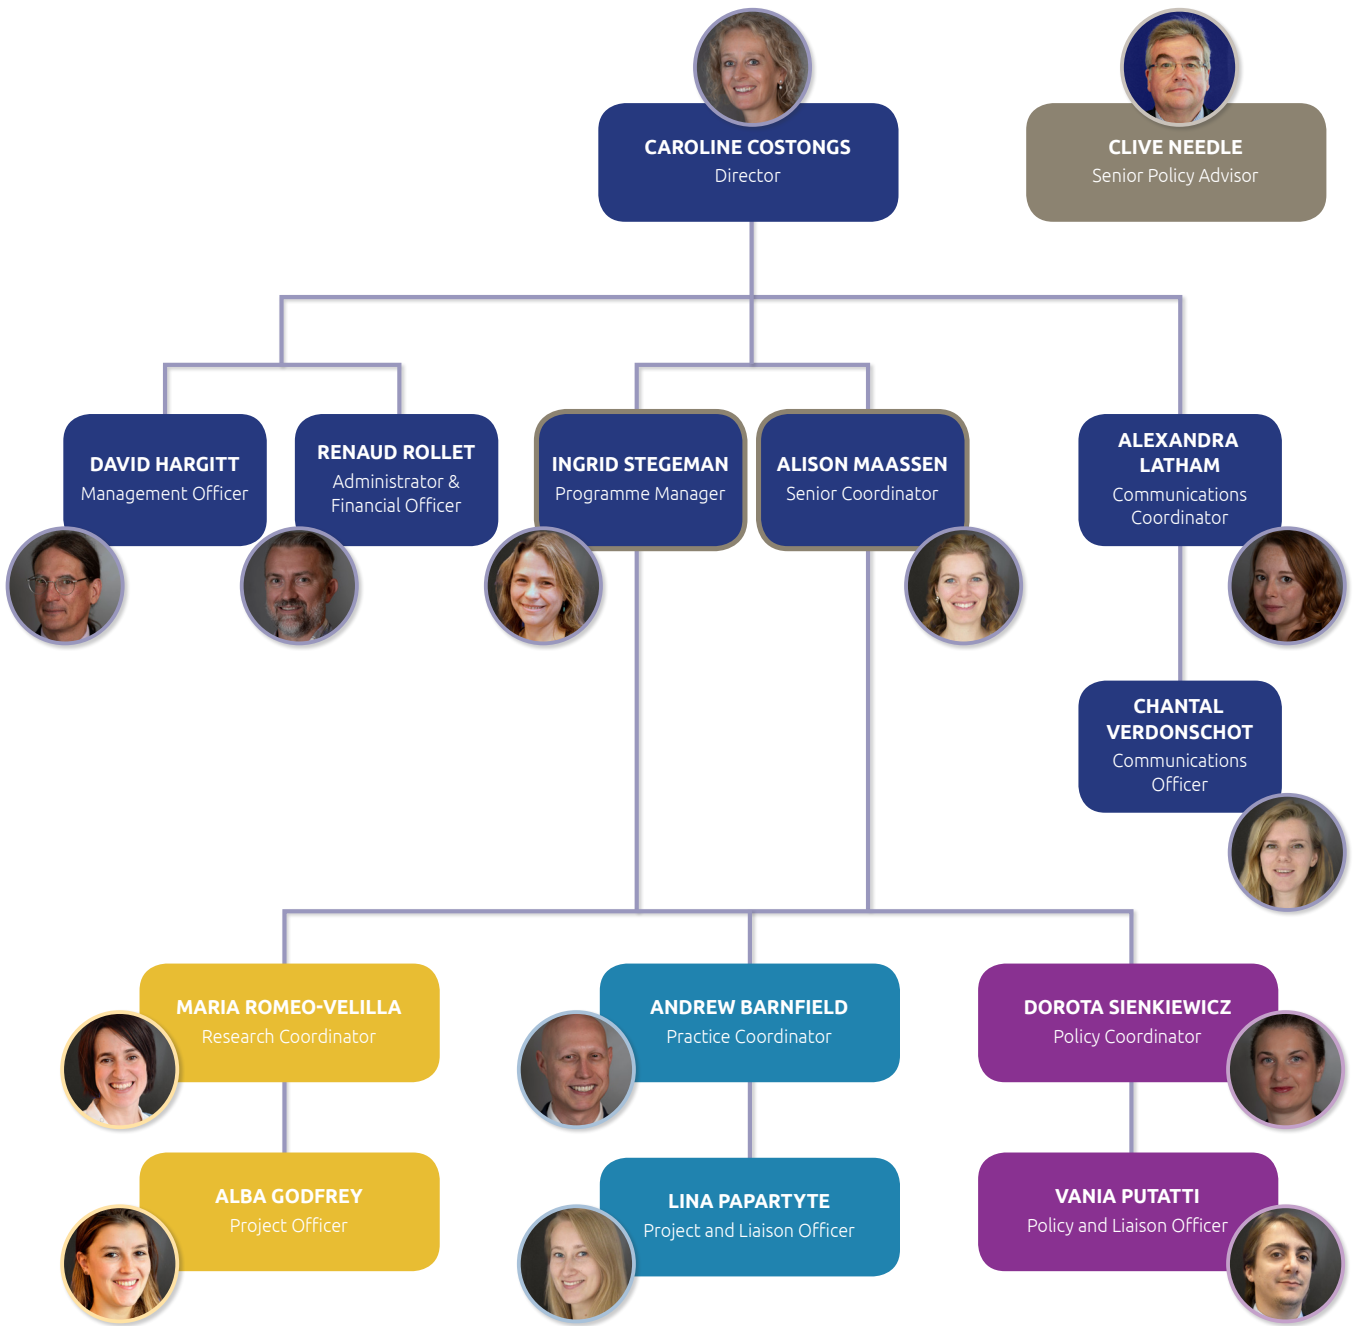 CAROLINE COSTONGS
Director
CLIVE NEEDLE
Senior Policy Advisor
DAVID HARGITT
Management Officer
RENAUD ROLLET
Administrator &
Financial Officer
INGRID STEGEMAN
Programme Manager
ALISON MAASSEN
Senior Coordinator
ALEXANDRA
LATHAM
Communications
Coordinator
CHANTAL
VERDONSCHOT
Communications
Officer
MARIA ROMEO-VELILLA
Research Coordinator
ANDREW BARNFIELD
Practice Coordinator
DOROTA SIENKIEWICZ
Policy Coordinator
ALBA GODFREY
Project Officer
LINA PAPARTYTE
Project and Liaison Officer
VANIA PUTATTI
Policy and Liaison Officer